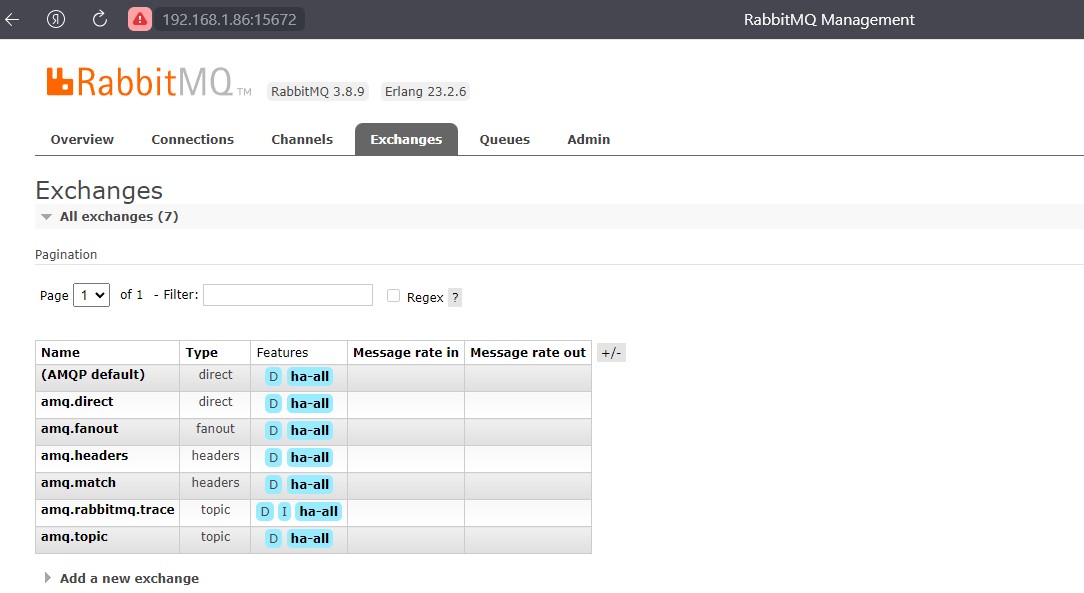 Я 192.168.1.86:15672 RabbitMQ Management
RabbitMQ TM RabbitMQ 3.8.9 Erlang 23.2.6
Overview Connections Channels Exchanges Queues Admin
Exchanges
All exchanges (7)
Pagination
Page 1 of 1 - Filter: Regex ?
Name Type Features Message rate in Message rate out +/-
(AMQP default) direct D ha-all
amq.direct direct D ha-all
amq.fanout fanout D ha-all
amq.headers headers D ha-all
amq.match headers D ha-all
amq.rabbitmq.trace topic D I ha-all
amq.topic topic D ha-all
Add a new exchange